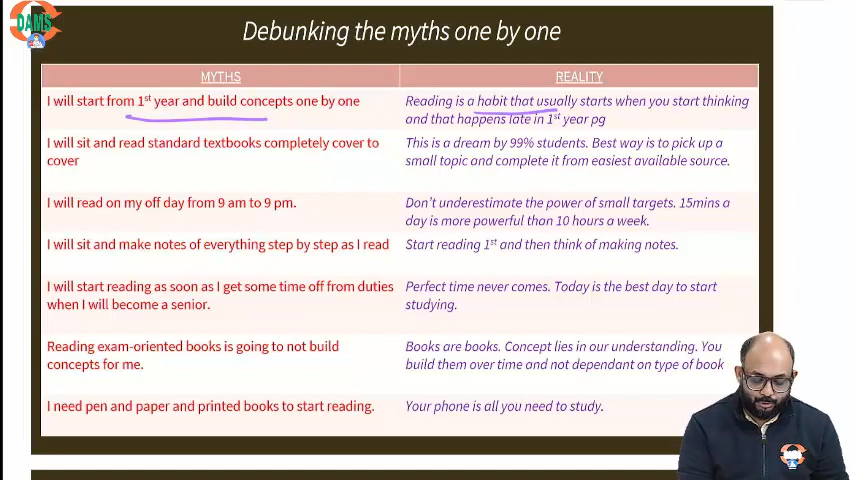 DAMS
Debunking the myths one by one
MYTHS
REALITY
I will start from 1st year and build concepts one by one
Reading is a habit that usually starts when you start thinking
and that happens late in 1st year pg
I will sit and read standard textbooks completely cover to
cover
This is a dream by 99% students. Best way is to pick up a
small topic and complete it from easiest available source.
I will read on my off day from 9 am to 9 pm.
Don't underestimate the power of small targets. 15mins a
day is more powerful than 10 hours a week.
I will sit and make notes of everything step by step as I read
Start reading 1st and then think of making notes.
I will start reading as soon as I get some time off from duties
when I will become a senior.
Perfect time never comes. Today is the best day to start
studying.
Reading exam-oriented books is going to not build
concepts for me.
Books are books. Concept lies in our understanding. You
build them over time and not dependant on type of book
I need pen and paper and printed books to start reading.
Your phone is all you need to study.